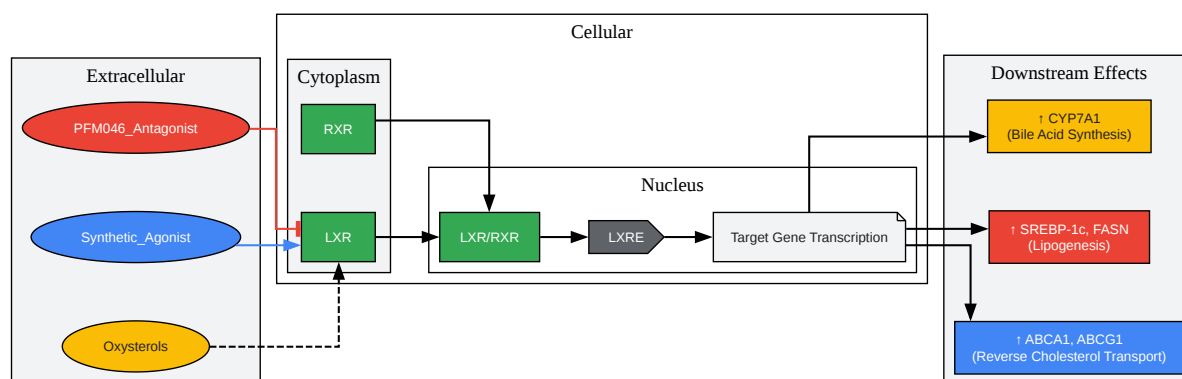 Cellular
Extracellular
Cytoplasm
Downstream Effects
PFM046_Antagonist
RXR
↑ CYP7A1
(Bile Acid Synthesis)
Nucleus
Synthetic_Agonist
LXR
LXR/RXR
LXRE
Target Gene Transcription
↑ SREBP-1c, FASN
(Lipogenesis)
Oxysterols
↑ ABCA1, ABCG1
(Reverse Cholesterol Transport)